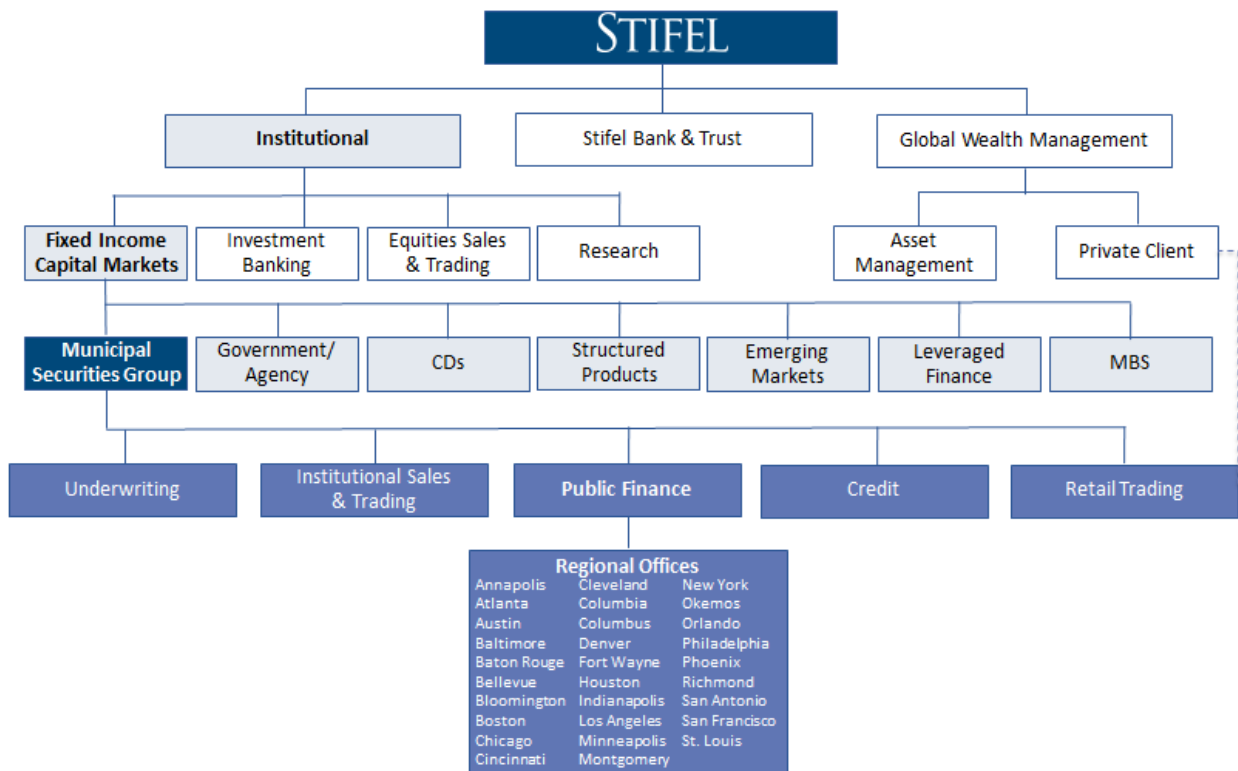 STIFEL
Institutional
Stifel Bank & Trust
Global Wealth Management
Fixed Income
Capital Markets
Investment
Banking
Equities Sales
& Trading
Research
Asset
Management
Private Client
Municipal
Securities Group
Government/
Agency
CDs
Structured
Products
Emerging
Markets
Leveraged
Finance
MBS
Underwriting
Institutional Sales
& Trading
Public Finance
Credit
Retail Trading
Regional Offices
Annapolis
Atlanta
Austin
Baltimore
Baton Rouge
Bellevue
Bloomington
Boston
Chicago
Cincinnati
Cleveland
Columbia
Columbus
Denver
Fort Wayne
Houston
Indianapolis
Los Angeles
Minneapolis
Montgomery
New York
Okemos
Orlando
Philadelphia
Phoenix
Richmond
San Antonio
San Francisco
St. Louis